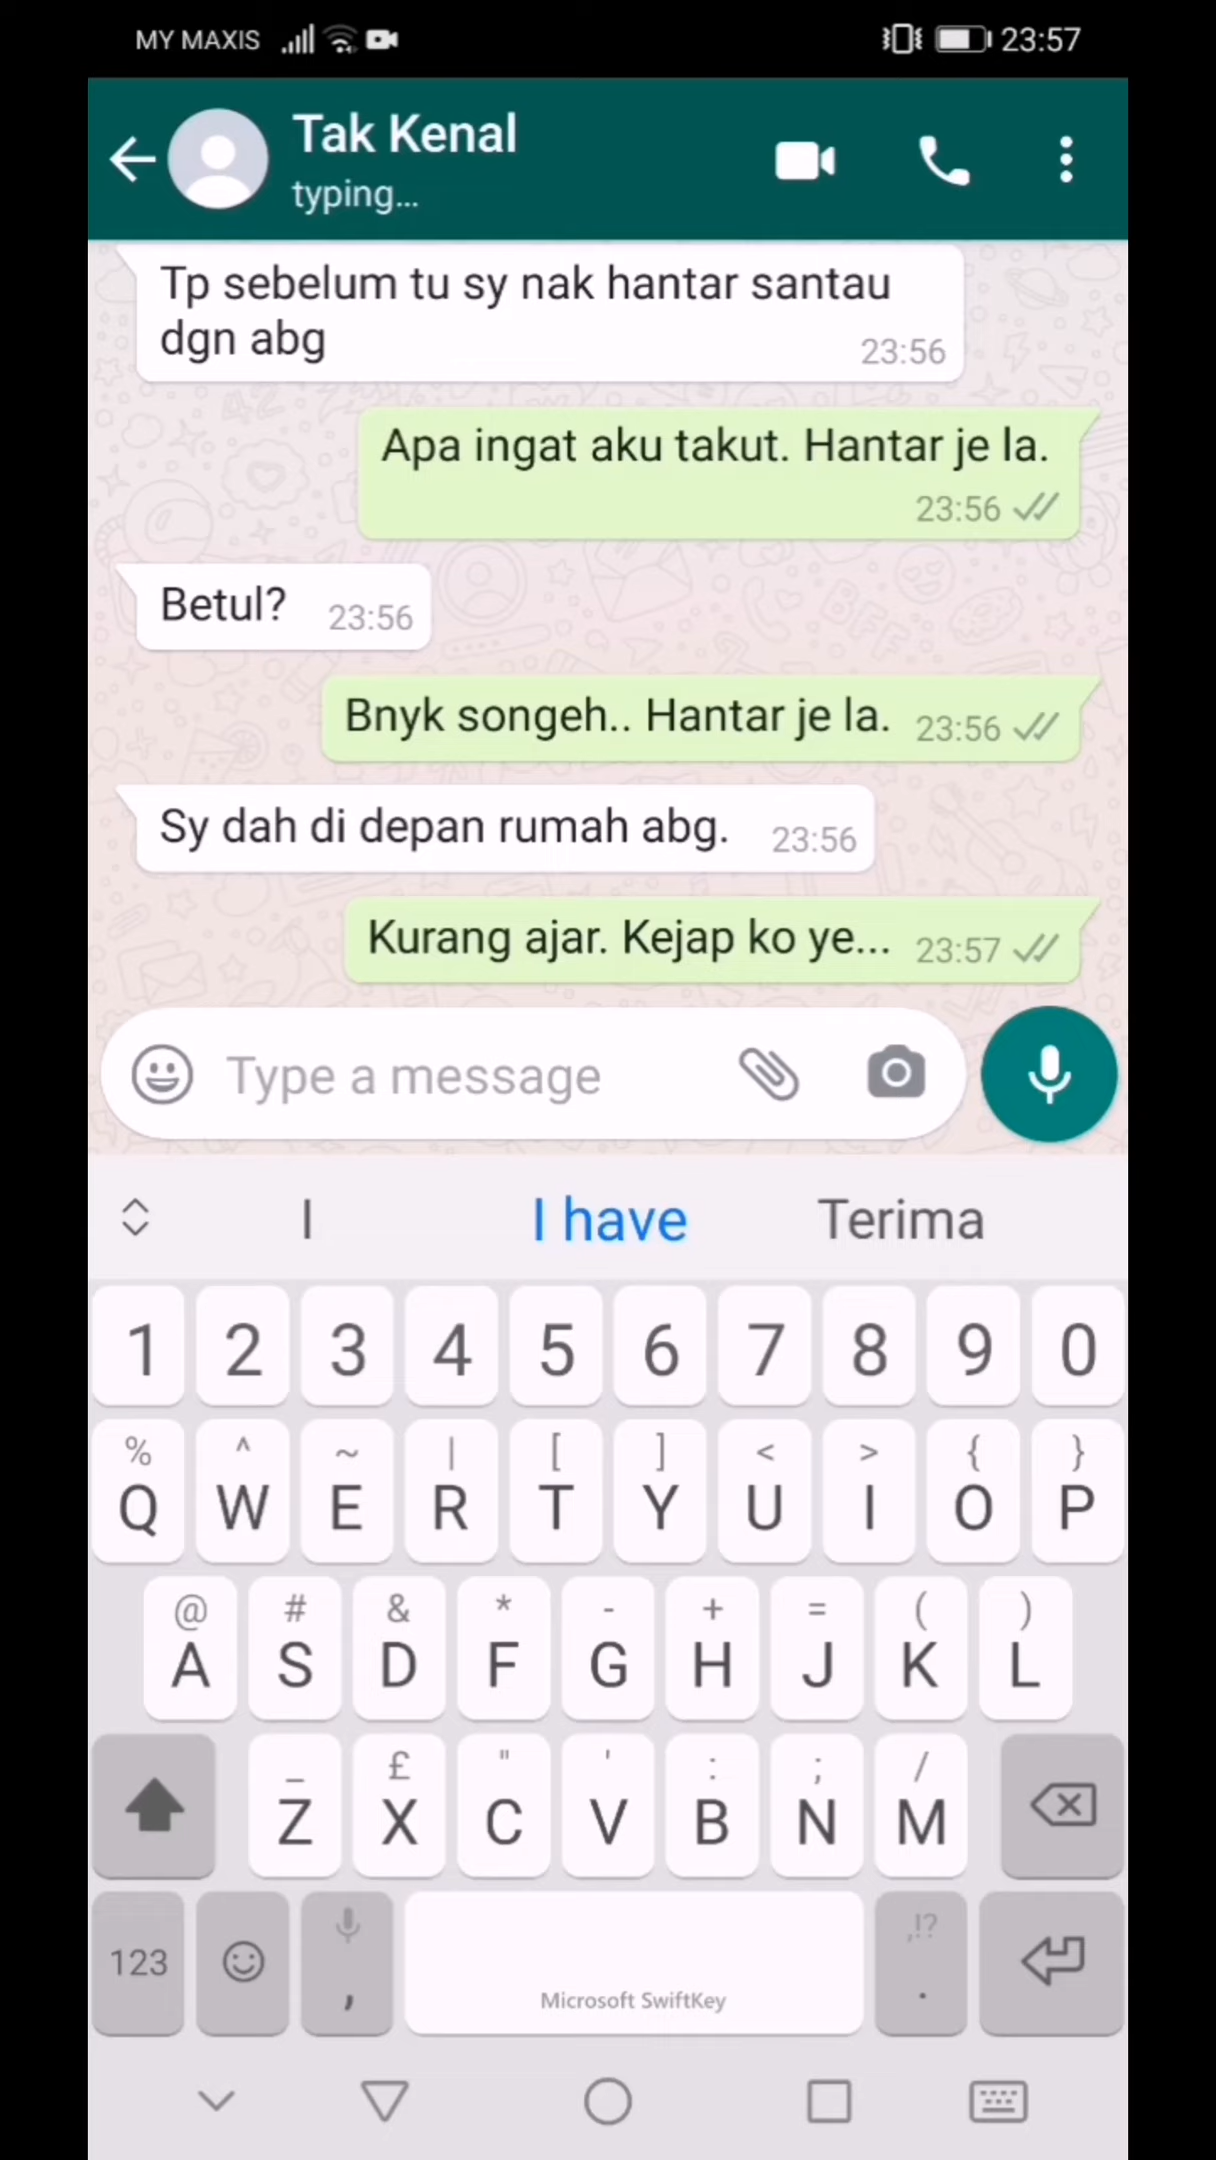 MY MAXIS
23:57
Tak Kenal
typing...
Tp sebelum tu sy nak hantar santau
dgn abg
23:56
Apa ingat aku takut. Hantar je la.
23:56
Betul? 23:56
Bnyk songeh.. Hantar je la. 23:56
Sy dah di depan rumah abg. 23:56
Kurang ajar. Kejap ko ye... 23:57
Type a message
I I have Terima
1 2 3 4 5 6 7 8 9 0
% ^ ~ | [ ] < > { }
Q W E R T Y U I O P
@ # & * - + = ( )
A S D F G H J K L
_ £ " ' : ; /
Z X C V B N M
,!?
123 , .
Microsoft SwiftKey